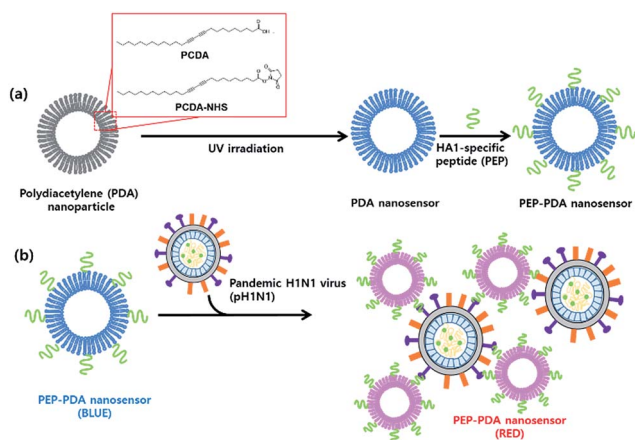 OH
PCDA
O
O
N
O
O
PCDA-NHS
(a)
UV irradiation
HA1-specific
peptide (PEP)
Polydiacetylene (PDA)
nanoparticle
PDA nanosensor
PEP-PDA nanosensor
(b)
Pandemic H1N1 virus
(pH1N1)
PEP-PDA nanosensor
(BLUE)
PEP-PDA nanosensor
(RED)